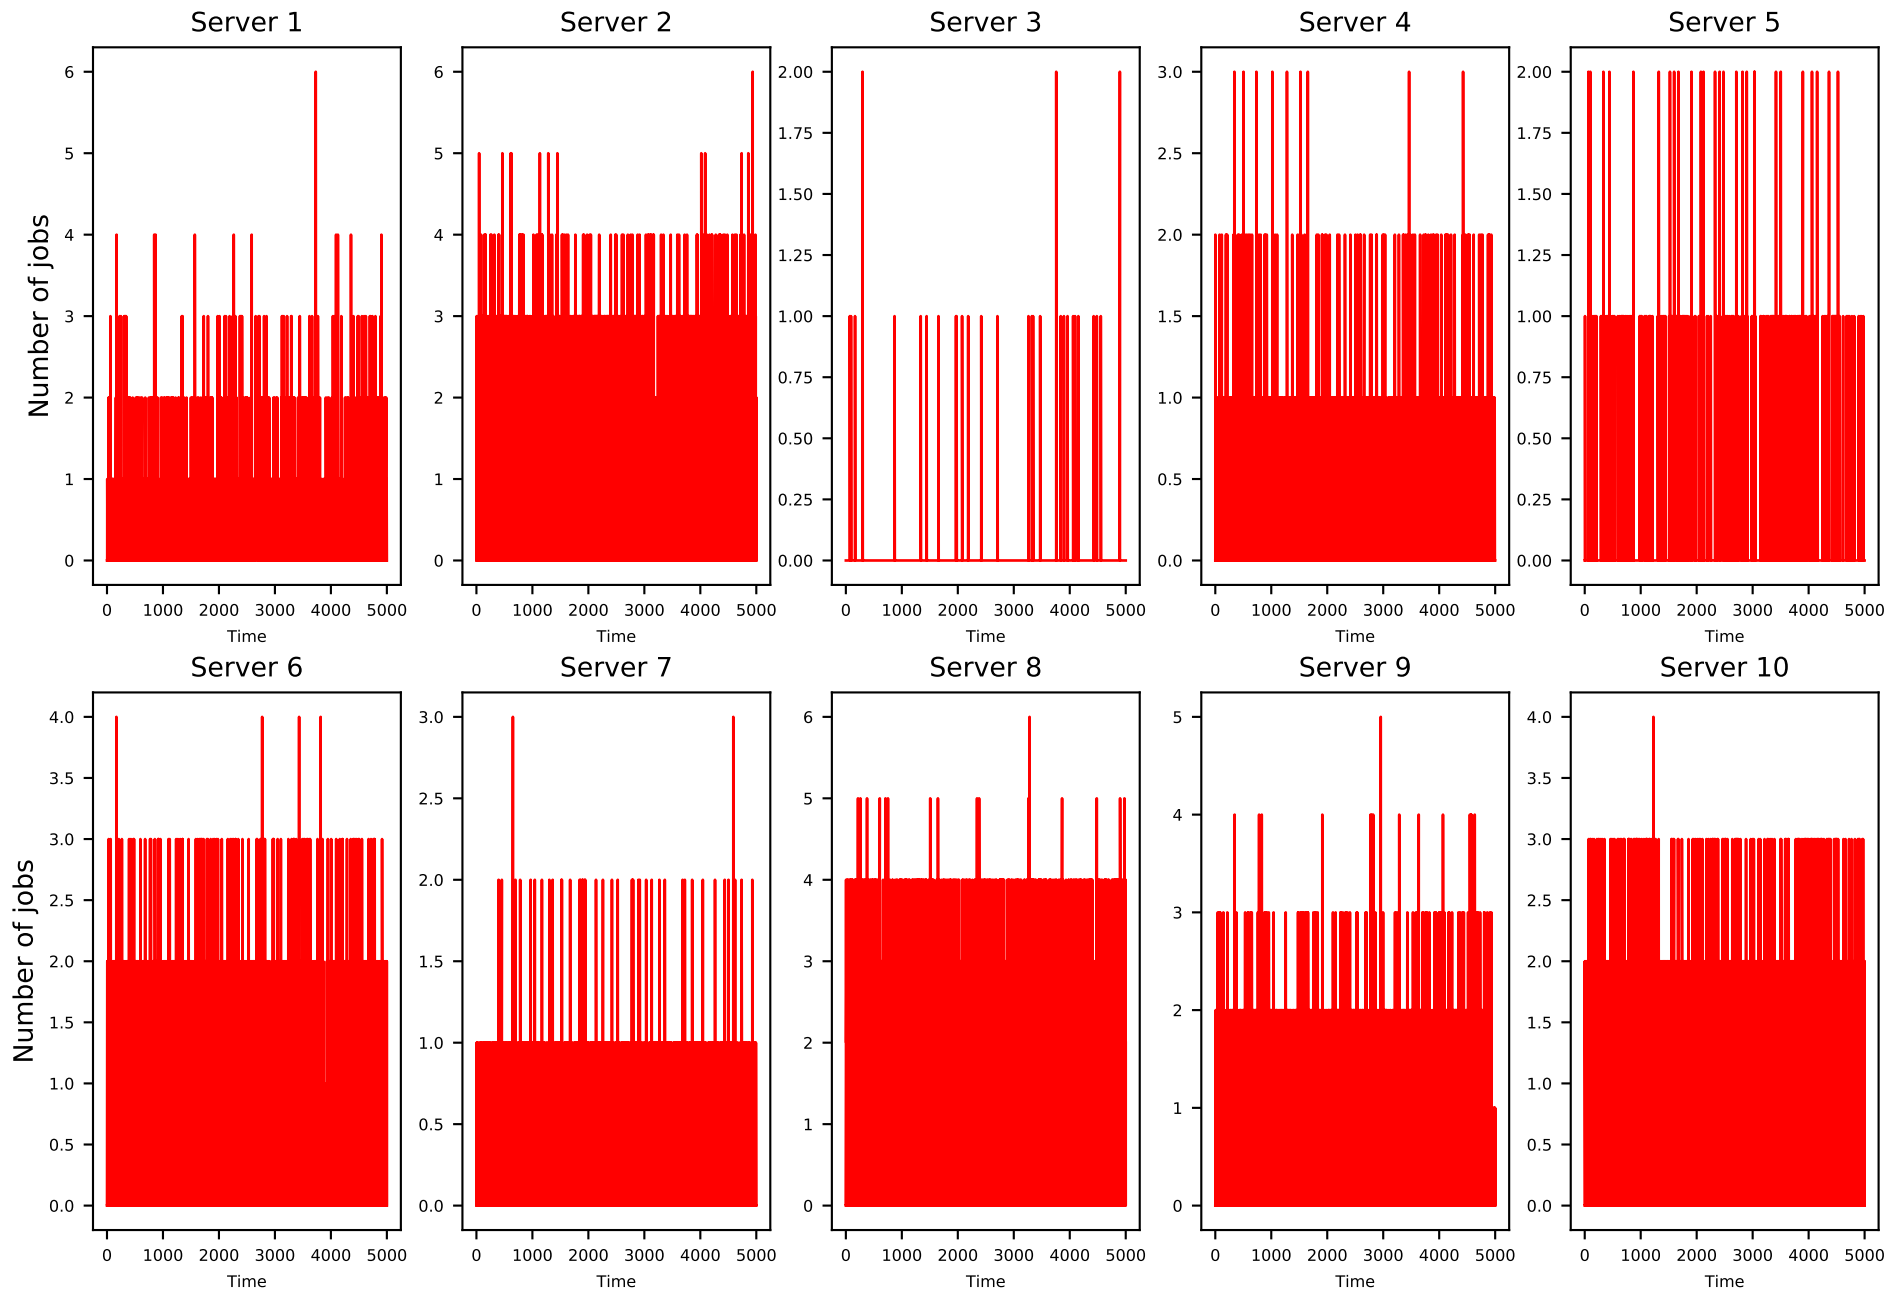 Server 1 Server 2 Server 3 Server 4 Server 5
Number of jobs
6 6 2.00 3.0 2.00
5 5 1.75 2.5 1.75
4 4 1.50 2.0 1.50
3 3 1.25 1.5 1.25
2 2 1.00 1.0 1.00
1 1 0.75 0.5 0.75
0 0 0.50 0.0 0.50
0.25 0.25
0.00 0.00
0 1000 2000 3000 4000 5000 0 1000 2000 3000 4000 5000 0 1000 2000 3000 4000 5000 0 1000 2000 3000 4000 5000 0 1000 2000 3000 4000 5000
Time Time Time Time Time
Server 6 Server 7 Server 8 Server 9 Server 10
Number of jobs
4.0 3.0 6 5 4.0
3.5 2.5 5 4 3.5
3.0 2.0 4 3 3.0
2.5 1.5 3 2 2.5
2.0 1.0 2 1 2.0
1.5 0.5 1 0 1.5
1.0 0.0 0 1.0
0.5 0.5
0.0 0.0
0 1000 2000 3000 4000 5000 0 1000 2000 3000 4000 5000 0 1000 2000 3000 4000 5000 0 1000 2000 3000 4000 5000 0 1000 2000 3000 4000 5000
Time Time Time Time Time